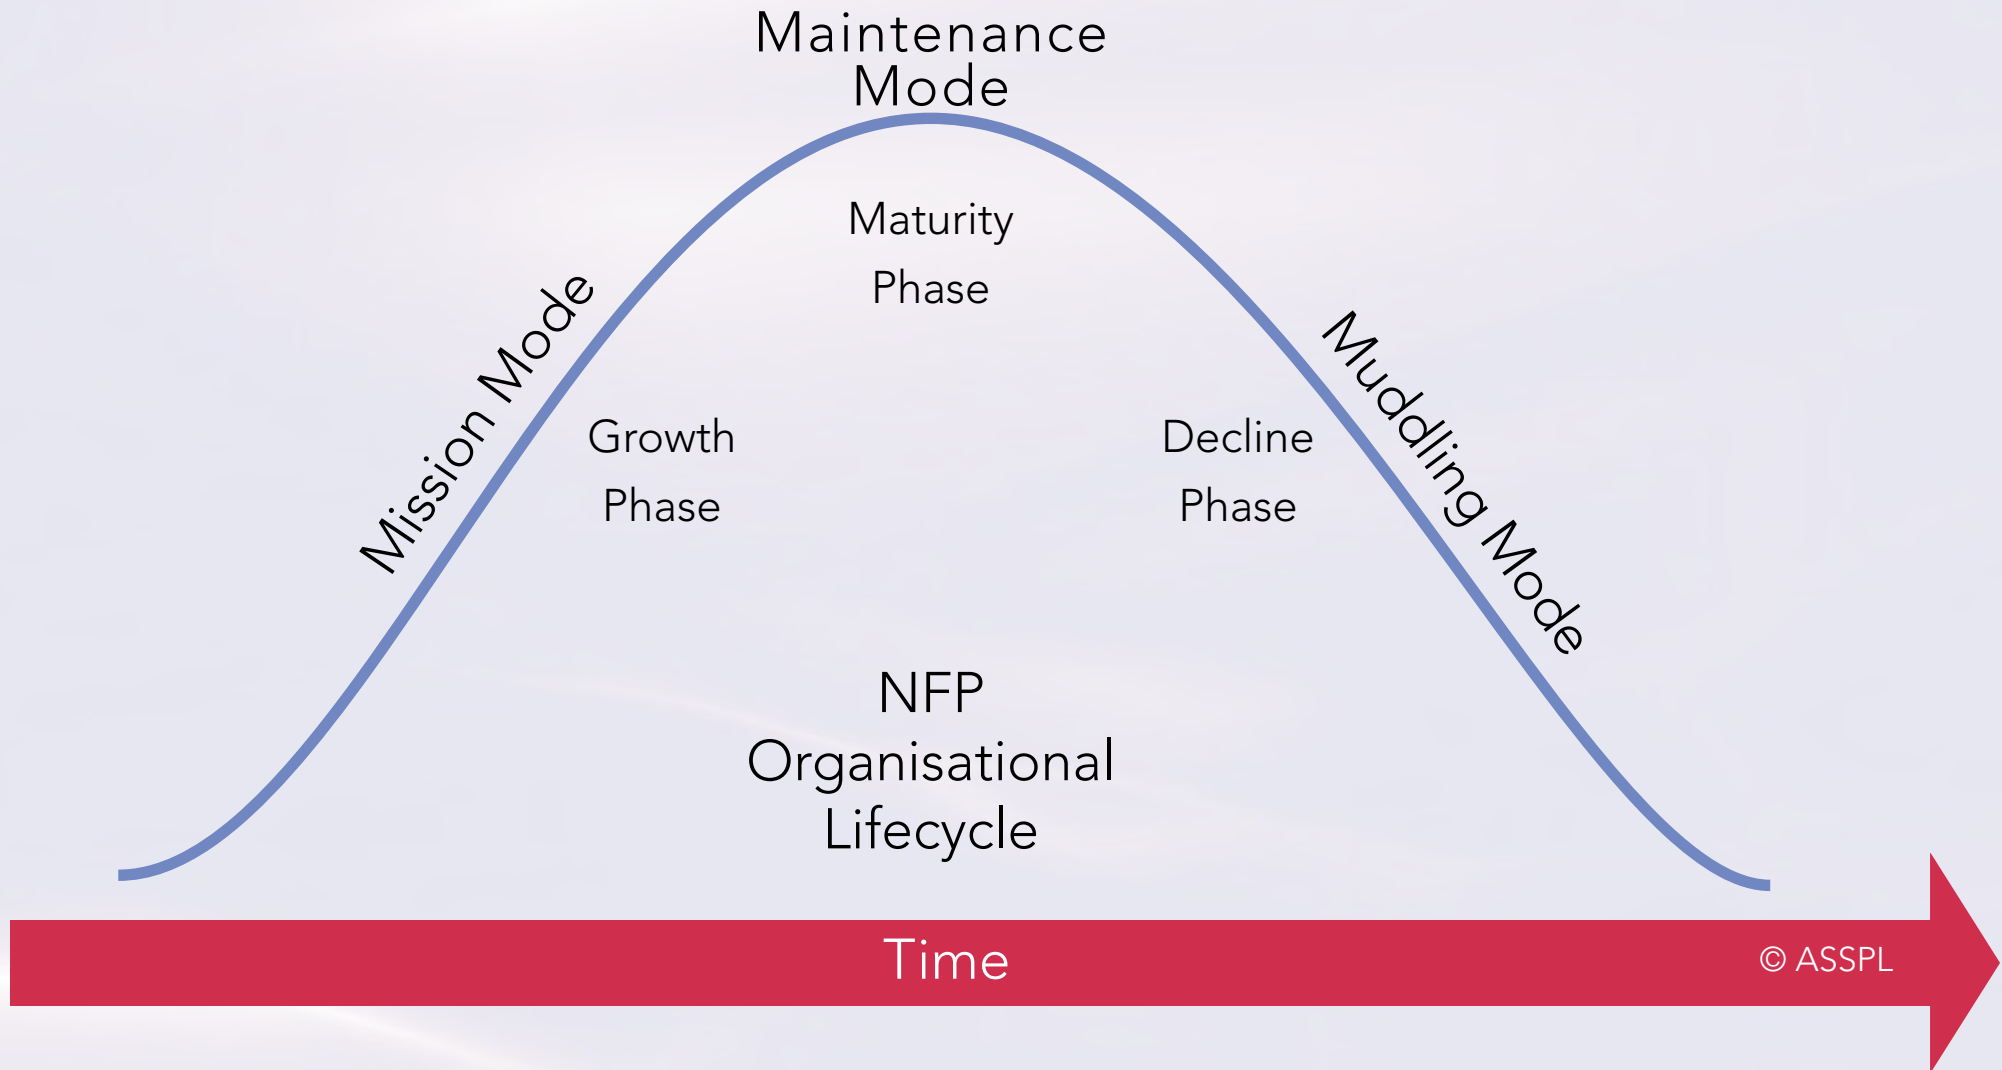 Maintenance
Mode
Maturity
Phase
Mission Mode
Growth
Phase
Decline
Phase
Muddling Mode
NFP
Organisational
Lifecycle
Time
© ASSPL